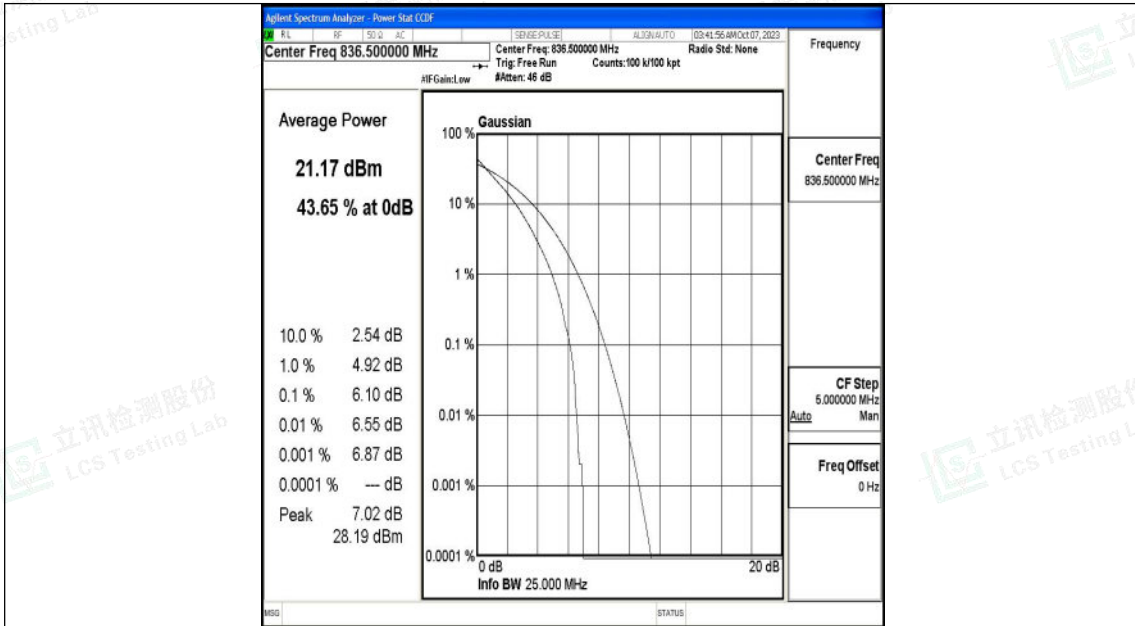 Agilent Spectrum Analyzer - Power Stat CCDF
RL RF 50 Ω AC SENSE:PULSE ALIGNAUTO 03:41:56 AM Oct 07, 2023
Center Freq 836.500000 MHz
Center Freq: 836.500000 MHz Radio Std: None
Trig: Free Run Counts:100 k/100 kpt
#IFGain:Low #Atten: 46 dB
Frequency
Average Power
21.17 dBm
43.65 % at 0dB
10.0 % 2.54 dB
1.0 % 4.92 dB
0.1 % 6.10 dB
0.01 % 6.55 dB
0.001 % 6.87 dB
0.0001 % --- dB
Peak 7.02 dB
28.19 dBm
Gaussian
100 %
10 %
1 %
0.1 %
0.01 %
0.001 %
0.0001 %
0 dB 20 dB
Info BW 25.000 MHz
Center Freq
836.500000 MHz
CF Step
5.000000 MHz
Auto Man
Freq Offset
0 Hz
MSG STATUS
立讯检测股份
LCS Testing Lab
立讯检测股份
LCS Testing L
sting Lab
立
LCS